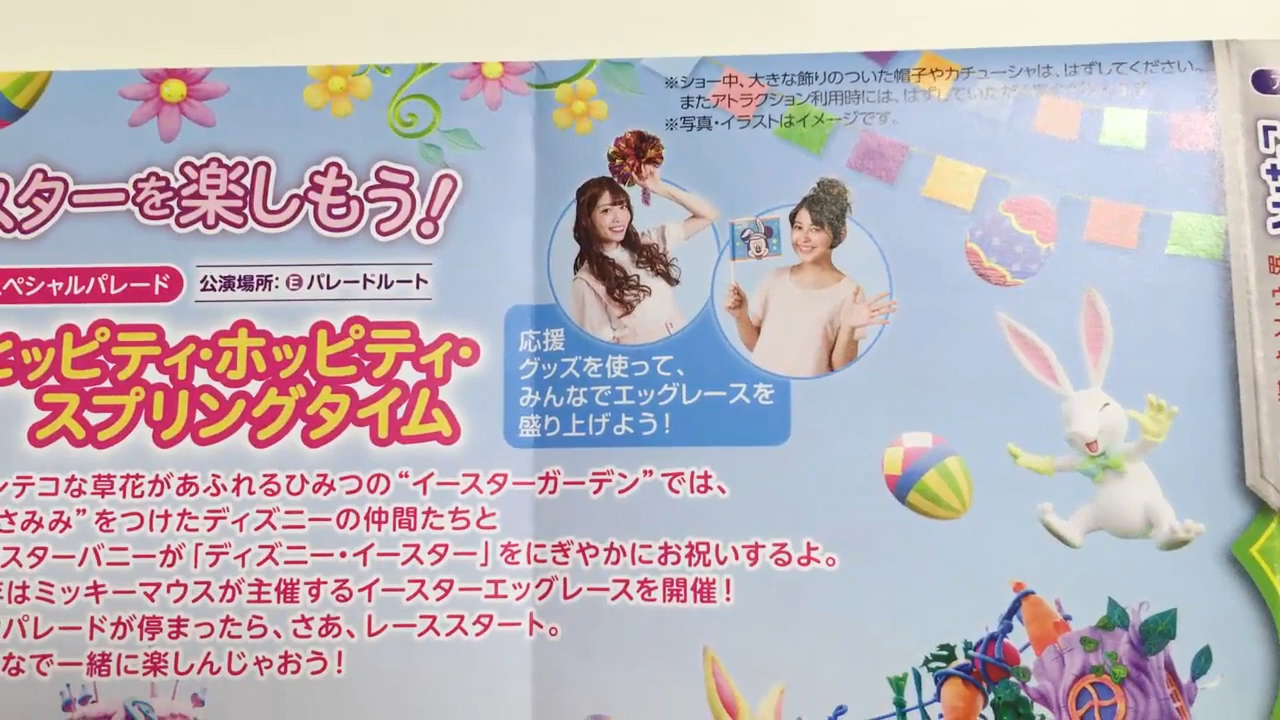 ※ショー中、大きな飾りのついた帽子やカチューシャは、はずしてください。
またアトラクション利用時には、はずしていただく
※写真・イラストはイメージです。
スターを楽しもう!
スペシャルパレード
公演場所: E パレードルート
ヒッピティ・ホッピティ・
スプリングタイム
応援
グッズを使って、
みんなでエッグレースを
盛り上げよう!
ンテコな草花があふれるひみつの“イースターガーデン”では、
さみみ”をつけたディズニーの仲間たちと
スターバニーが「ディズニー・イースター」をにぎやかにお祝いするよ。
はミッキーマウスが主催するイースターエッグレースを開催!
パレードが停まったら、さあ、レーススタート。
なで一緒に楽しんじゃおう!